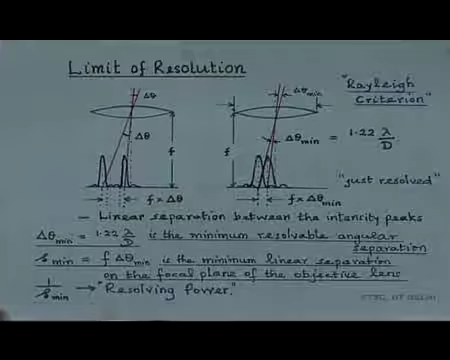 Limit of Resolution
Δθ
Δθ
f
f × Δθ
Δθmin
Δθmin = 1.22 λ/D
f
f × Δθmin
"Rayleigh
Criterion"
"just resolved"
— Linear separation between the intensity peaks
Δθmin = 1.22 λ/D is the minimum resolvable angular
separation
smin = f Δθmin is the minimum linear separation
on the focal plane of the objective lens
1/smin → "Resolving Power."